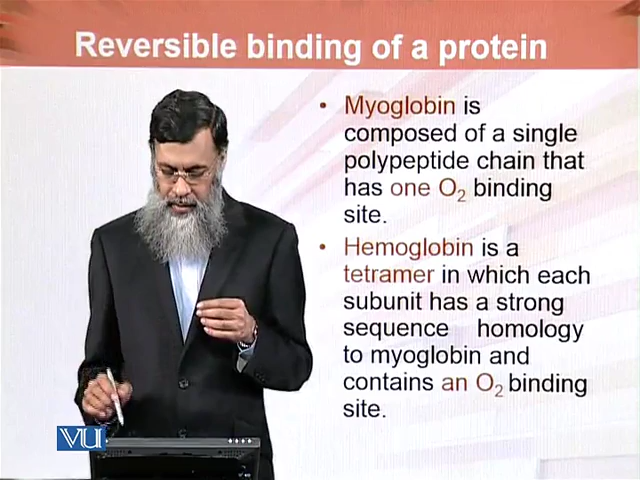 Reversible binding of a protein
• Myoglobin is
composed of a single
polypeptide chain that
has one O₂ binding
site.
• Hemoglobin is a
tetramer in which each
subunit has a strong
sequence homology
to myoglobin and
contains an O₂ binding
site.
VU